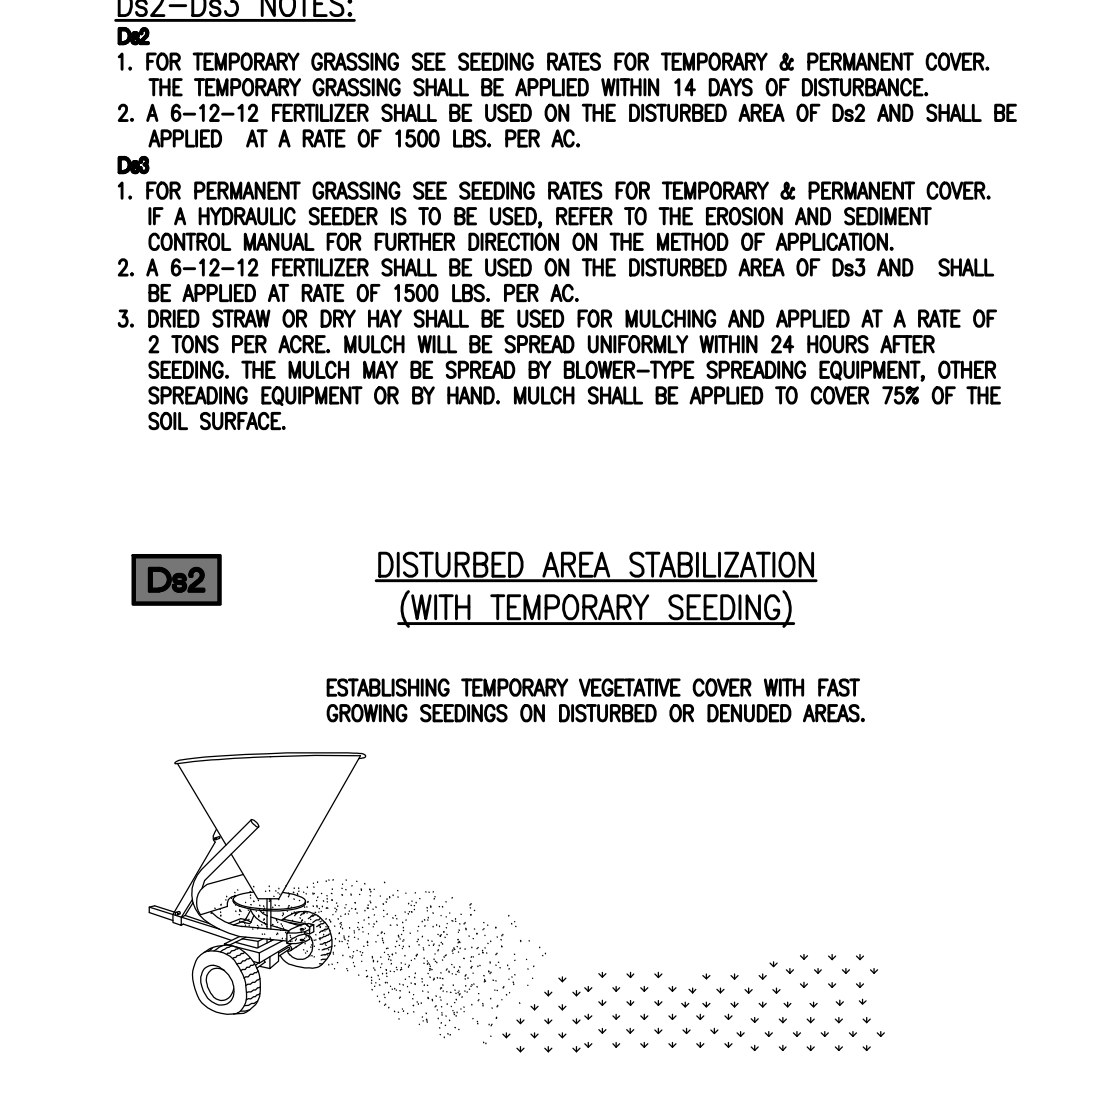 Ds2–Ds3 NOTES:
Ds2
1. FOR TEMPORARY GRASSING SEE SEEDING RATES FOR TEMPORARY & PERMANENT COVER.
THE TEMPORARY GRASSING SHALL BE APPLIED WITHIN 14 DAYS OF DISTURBANCE.
2. A 6–12–12 FERTILIZER SHALL BE USED ON THE DISTURBED AREA OF Ds2 AND SHALL BE
APPLIED AT A RATE OF 1500 LBS. PER AC.
Ds3
1. FOR PERMANENT GRASSING SEE SEEDING RATES FOR TEMPORARY & PERMANENT COVER.
IF A HYDRAULIC SEEDER IS TO BE USED, REFER TO THE EROSION AND SEDIMENT
CONTROL MANUAL FOR FURTHER DIRECTION ON THE METHOD OF APPLICATION.
2. A 6–12–12 FERTILIZER SHALL BE USED ON THE DISTURBED AREA OF Ds3 AND SHALL
BE APPLIED AT RATE OF 1500 LBS. PER AC.
3. DRIED STRAW OR DRY HAY SHALL BE USED FOR MULCHING AND APPLIED AT A RATE OF
2 TONS PER ACRE. MULCH WILL BE SPREAD UNIFORMLY WITHIN 24 HOURS AFTER
SEEDING. THE MULCH MAY BE SPREAD BY BLOWER–TYPE SPREADING EQUIPMENT, OTHER
SPREADING EQUIPMENT OR BY HAND. MULCH SHALL BE APPLIED TO COVER 75% OF THE
SOIL SURFACE.
Ds2
DISTURBED AREA STABILIZATION
(WITH TEMPORARY SEEDING)
ESTABLISHING TEMPORARY VEGETATIVE COVER WITH FAST
GROWING SEEDINGS ON DISTURBED OR DENUDED AREAS.